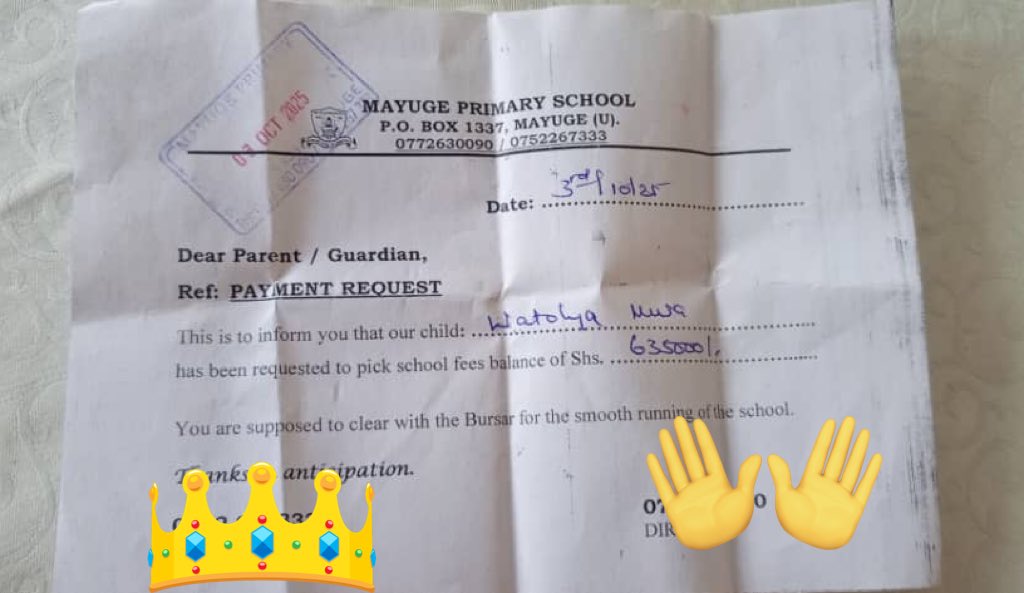 03 OCT 2025
MAYUGE PRIMARY SCHOOL
P.O. BOX 1337, MAYUGE (U).
0772630090 / 0752267333
Date: 3rd/10/25
Dear Parent / Guardian,
Ref: PAYMENT REQUEST
This is to inform you that our child: Watolya
has been requested to pick school fees balance of Shs. 635000/.
You are supposed to clear with the Bursar for the smooth running of the school.
Thanks anticipation.